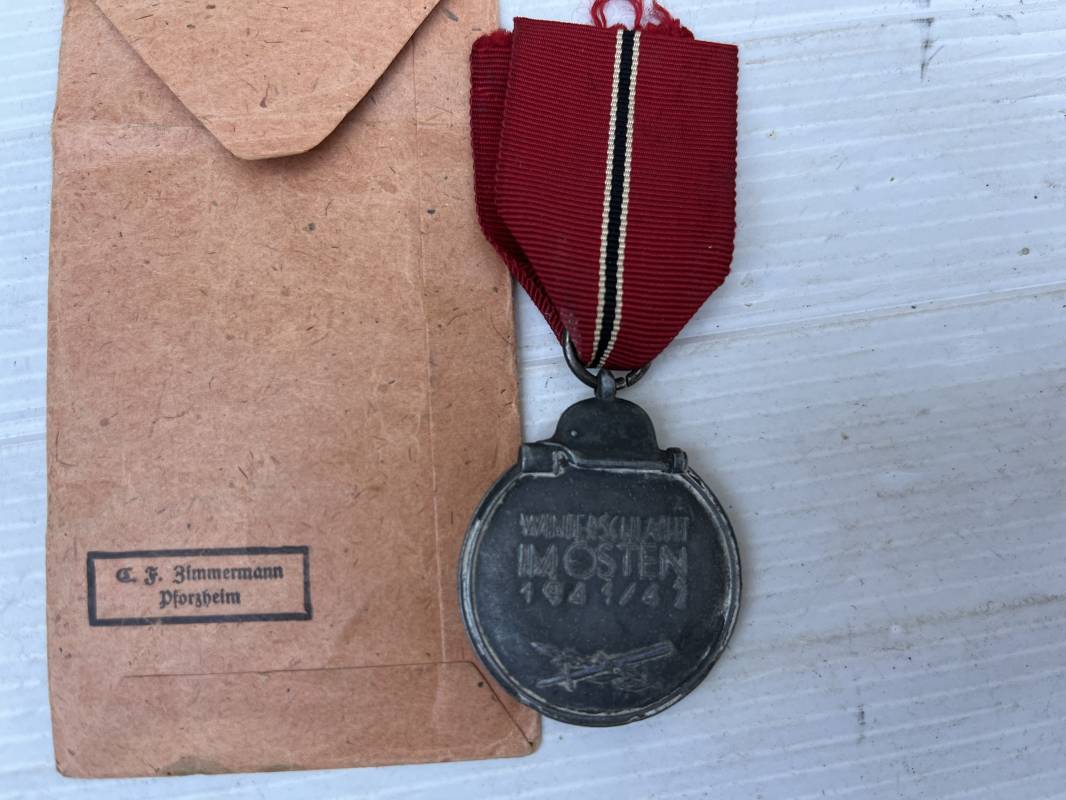 C. F. Zimmermann
Pforzheim
WINTERSCHLACHT
IM OSTEN
1941/42